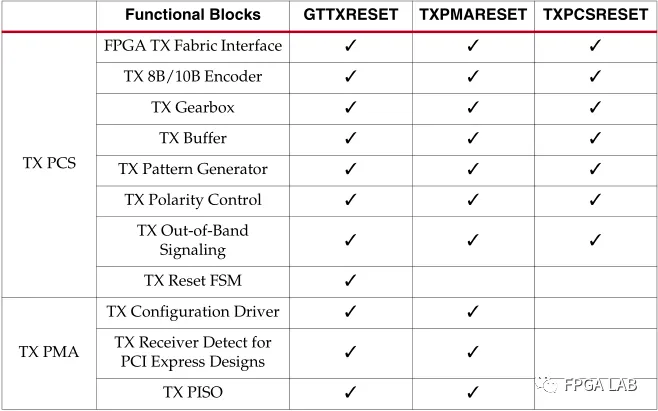 Functional Blocks GTTXRESET TXPMARESET TXPCSRESET
TX PCS
FPGA TX Fabric Interface ✓ ✓ ✓
TX 8B/10B Encoder ✓ ✓ ✓
TX Gearbox ✓ ✓ ✓
TX Buffer ✓ ✓ ✓
TX Pattern Generator ✓ ✓ ✓
TX Polarity Control ✓ ✓ ✓
TX Out-of-Band
Signaling ✓ ✓ ✓
TX Reset FSM ✓
TX PMA
TX Configuration Driver ✓ ✓
TX Receiver Detect for
PCI Express Designs ✓ ✓
TX PISO ✓ ✓
FPGA LAB